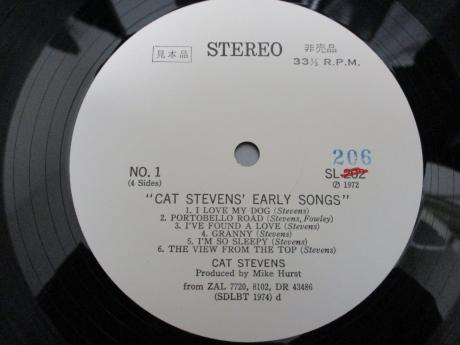 見本品
STEREO
非売品
33⅓ R.P.M.
206
NO. 1
(4 Sides)
SL-202
℗ 1972
"CAT STEVENS' EARLY SONGS"
1. I LOVE MY DOG (Stevens)
2. PORTOBELLO ROAD (Stevens, Fowley)
3. I'VE FOUND A LOVE (Stevens)
4. GRANNY (Stevens)
5. I'M SO SLEEPY (Stevens)
6. THE VIEW FROM THE TOP (Stevens)
CAT STEVENS
Produced by Mike Hurst
from ZAL 7720, 8102, DR 43486
(SDLBT 1974) d